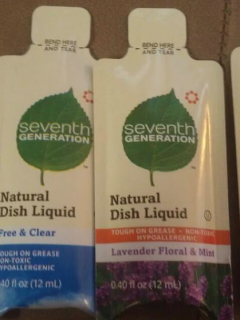 BEND HERE
AND TEAR
seventh
GENERATION
Natural
Dish Liquid
Free & Clear
TOUGH ON GREASE
NON-TOXIC
HYPOALLERGENIC
.40 fl oz (12 mL)
BEND HERE
AND TEAR
seventh
GENERATION
Natural
Dish Liquid
TOUGH ON GREASE • NON-TOXIC
HYPOALLERGENIC
Lavender Floral & Mint
0.40 fl oz (12 mL)